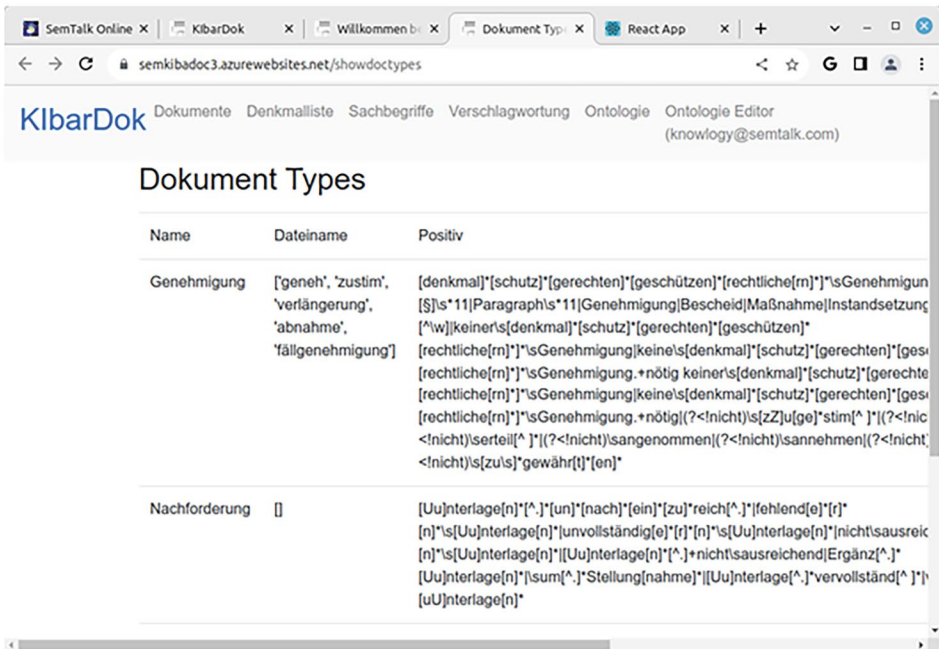 SemTalk Online
KIbarDok
Willkommen b
Dokument Typ
React App
semkibadoc3.azurewebsites.net/showdoctypes
KIbarDok Dokumente Denkmalliste Sachbegriffe Verschlagwortung Ontologie Ontologie Editor
(knowlogy@semtalk.com)
Dokument Types
Name Dateiname Positiv
Genehmigung ['geneh', 'zustim', [denkmal]*[schutz]*[gerechten]*[geschützen]*[rechtliche[rn]*]*\sGenehmigun
'verlängerung', [§]\s*11|Paragraph\s*11|Genehmigung|Bescheid|Maßnahme|Instandsetzung
'abnahme', [^\w]|keiner\s[denkmal]*[schutz]*[gerechten]*[geschützen]*
'fällgenehmigung'] [rechtliche[rn]*]*\sGenehmigung|keine\s[denkmal]*[schutz]*[gerechten]*[gesc
[rechtliche[rn]*]*\sGenehmigung.+nötig keiner\s[denkmal]*[schutz]*[gerechte
[rechtliche[rn]*]*\sGenehmigung|keine\s[denkmal]*[schutz]*[gerechten]*[gesc
[rechtliche[rn]*]*\sGenehmigung.+nötig|(?<!nicht)\s[zZ]u[ge]*stim[^ ]*|(?<!nic
<!nicht)\serteil[^ ]*|(?<!nicht)\sangenommen|(?<!nicht)\sannehmen|(?<!nicht)
<!nicht)\s[zu\s]*gewähr[t]*[en]*
Nachforderung [] [Uu]nterlage[n]*[^.]*[un]*[nach]*[ein]*[zu]*reich[^.]*|fehlend[e]*[r]*
[n]*\s[Uu]nterlage[n]*|unvollständig[e]*[r]*[n]*\s[Uu]nterlage[n]*|nicht\sausreic
[n]*\s[Uu]nterlage[n]*|[Uu]nterlage[n]*[^.]+nicht\sausreichend|Ergänz[^.]*
[Uu]nterlage[n]*|\sum[^.]*Stellung[nahme]*|[Uu]nterlage[^.]*vervollständ[^ ]*|v
[uU]nterlage[n]*